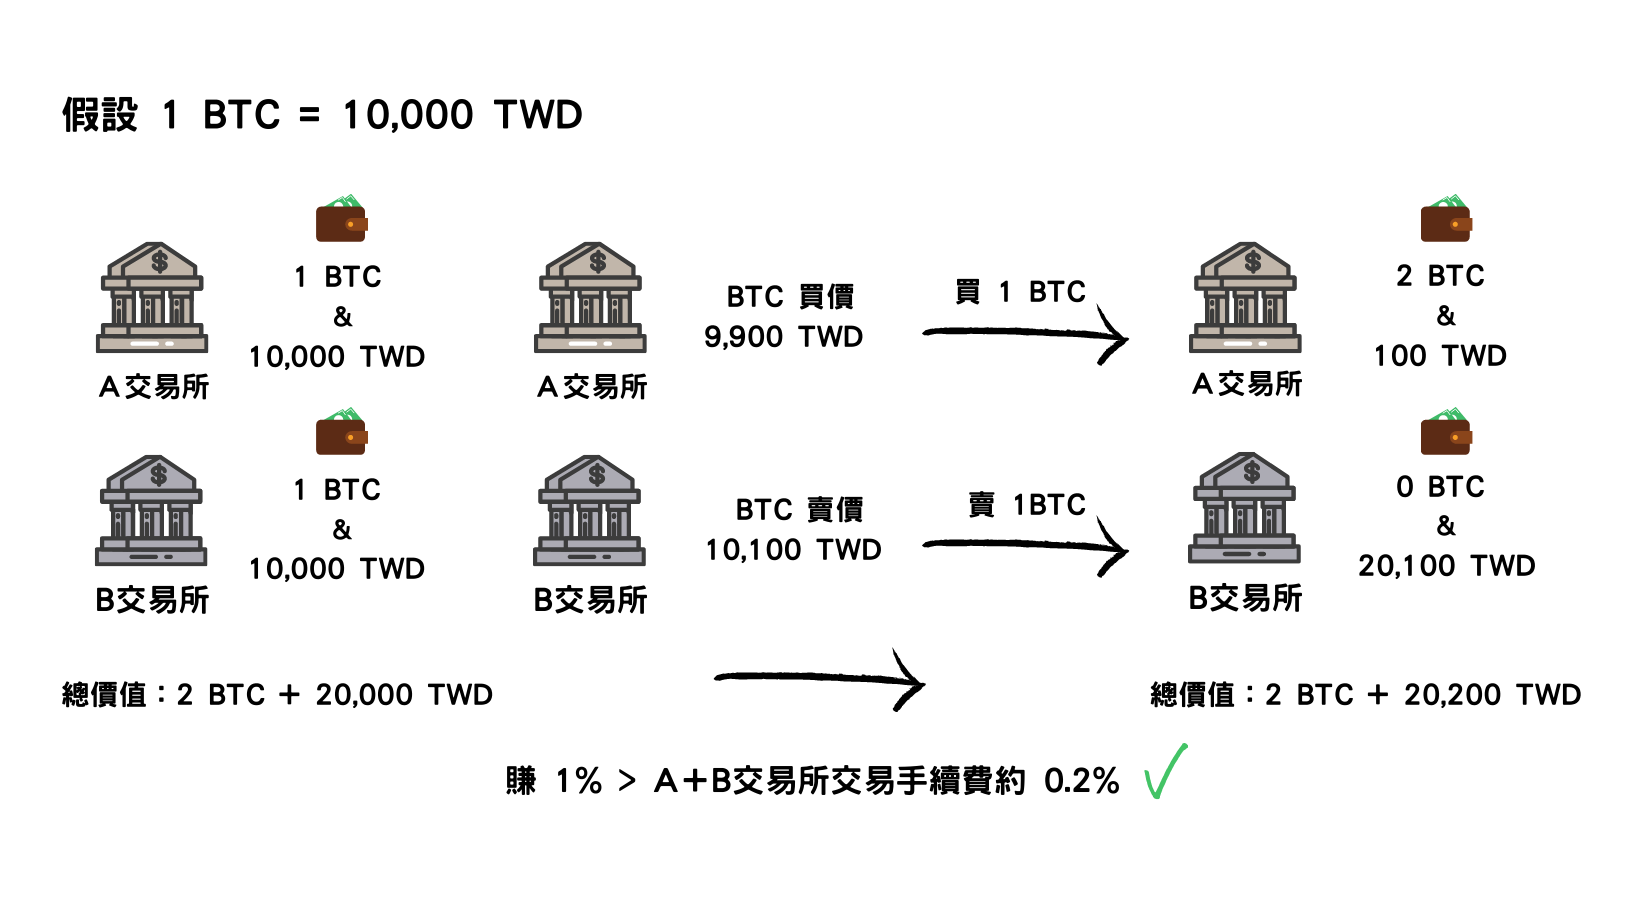 假設 1 BTC = 10,000 TWD
1 BTC
&
10,000 TWD
A交易所
A交易所
BTC 買價
9,900 TWD
買 1 BTC
A交易所
2 BTC
&
100 TWD
1 BTC
&
10,000 TWD
B交易所
B交易所
BTC 賣價
10,100 TWD
賣 1BTC
B交易所
0 BTC
&
20,100 TWD
總價值：2 BTC + 20,000 TWD
總價值：2 BTC + 20,200 TWD
賺 1% > A+B交易所交易手續費約 0.2%